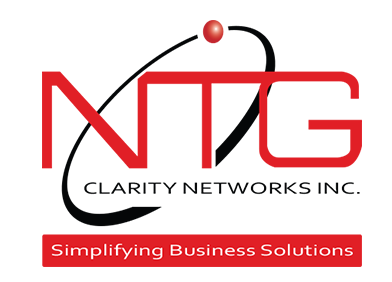 NTG
CLARITY NETWORKS INC.
Simplifying Business Solutions